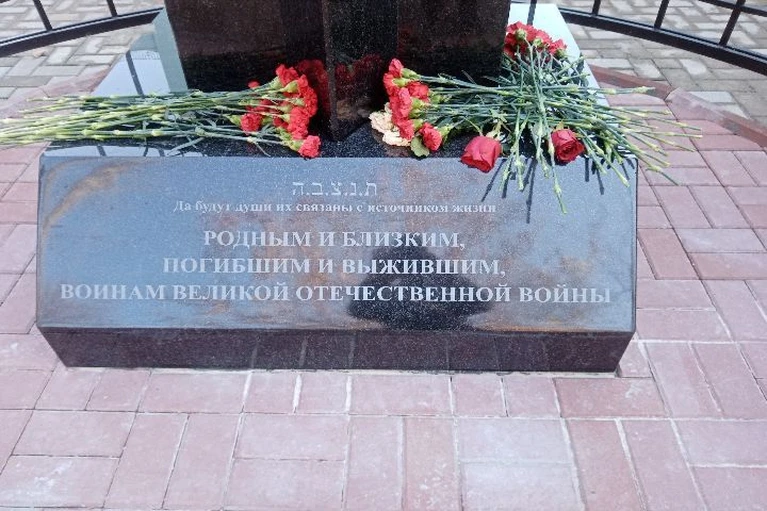 ת.נ.צ.ב.ה
Да будут души их связаны с источником жизни
РОДНЫМ И БЛИЗКИМ,
ПОГИБШИМ И ВЫЖИВШИМ,
ВОИНАМ ВЕЛИКОЙ ОТЕЧЕСТВЕННОЙ ВОЙНЫ